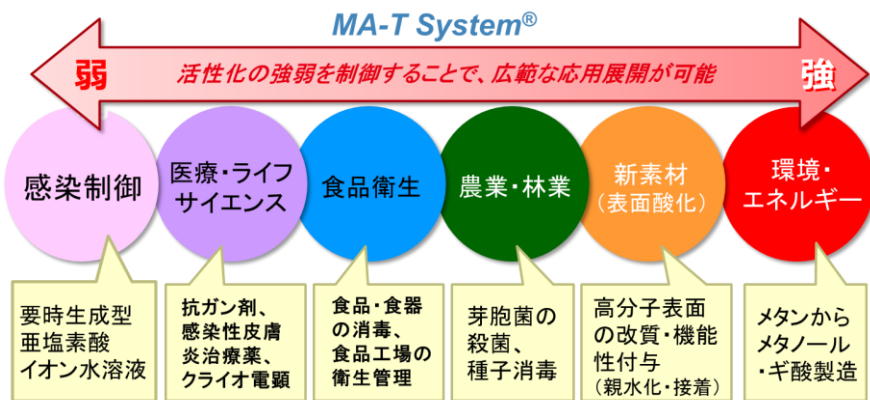 MA-T System®
弱
活性化の強弱を制御することで、広範な応用展開が可能
強
感染制御
医療・ライフ
サイエンス
食品衛生
農業・林業
新素材
（表面酸化）
環境・
エネルギー
要時生成型
亜塩素酸
イオン水溶液
抗ガン剤、
感染性皮膚
炎治療薬、
クライオ電顕
食品・食器
の消毒、
食品工場の
衛生管理
芽胞菌の
殺菌、
種子消毒
高分子表面
の改質・機能
性付与
（親水化・接着）
メタンから
メタノール
・ギ酸製造